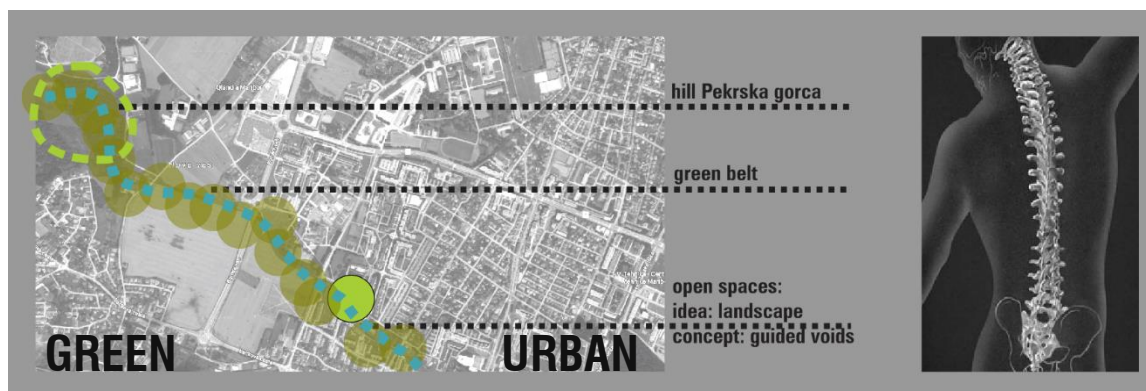 hill Pekrska gorca
green belt
open spaces:
idea: landscape
concept: guided voids
GREEN
URBAN